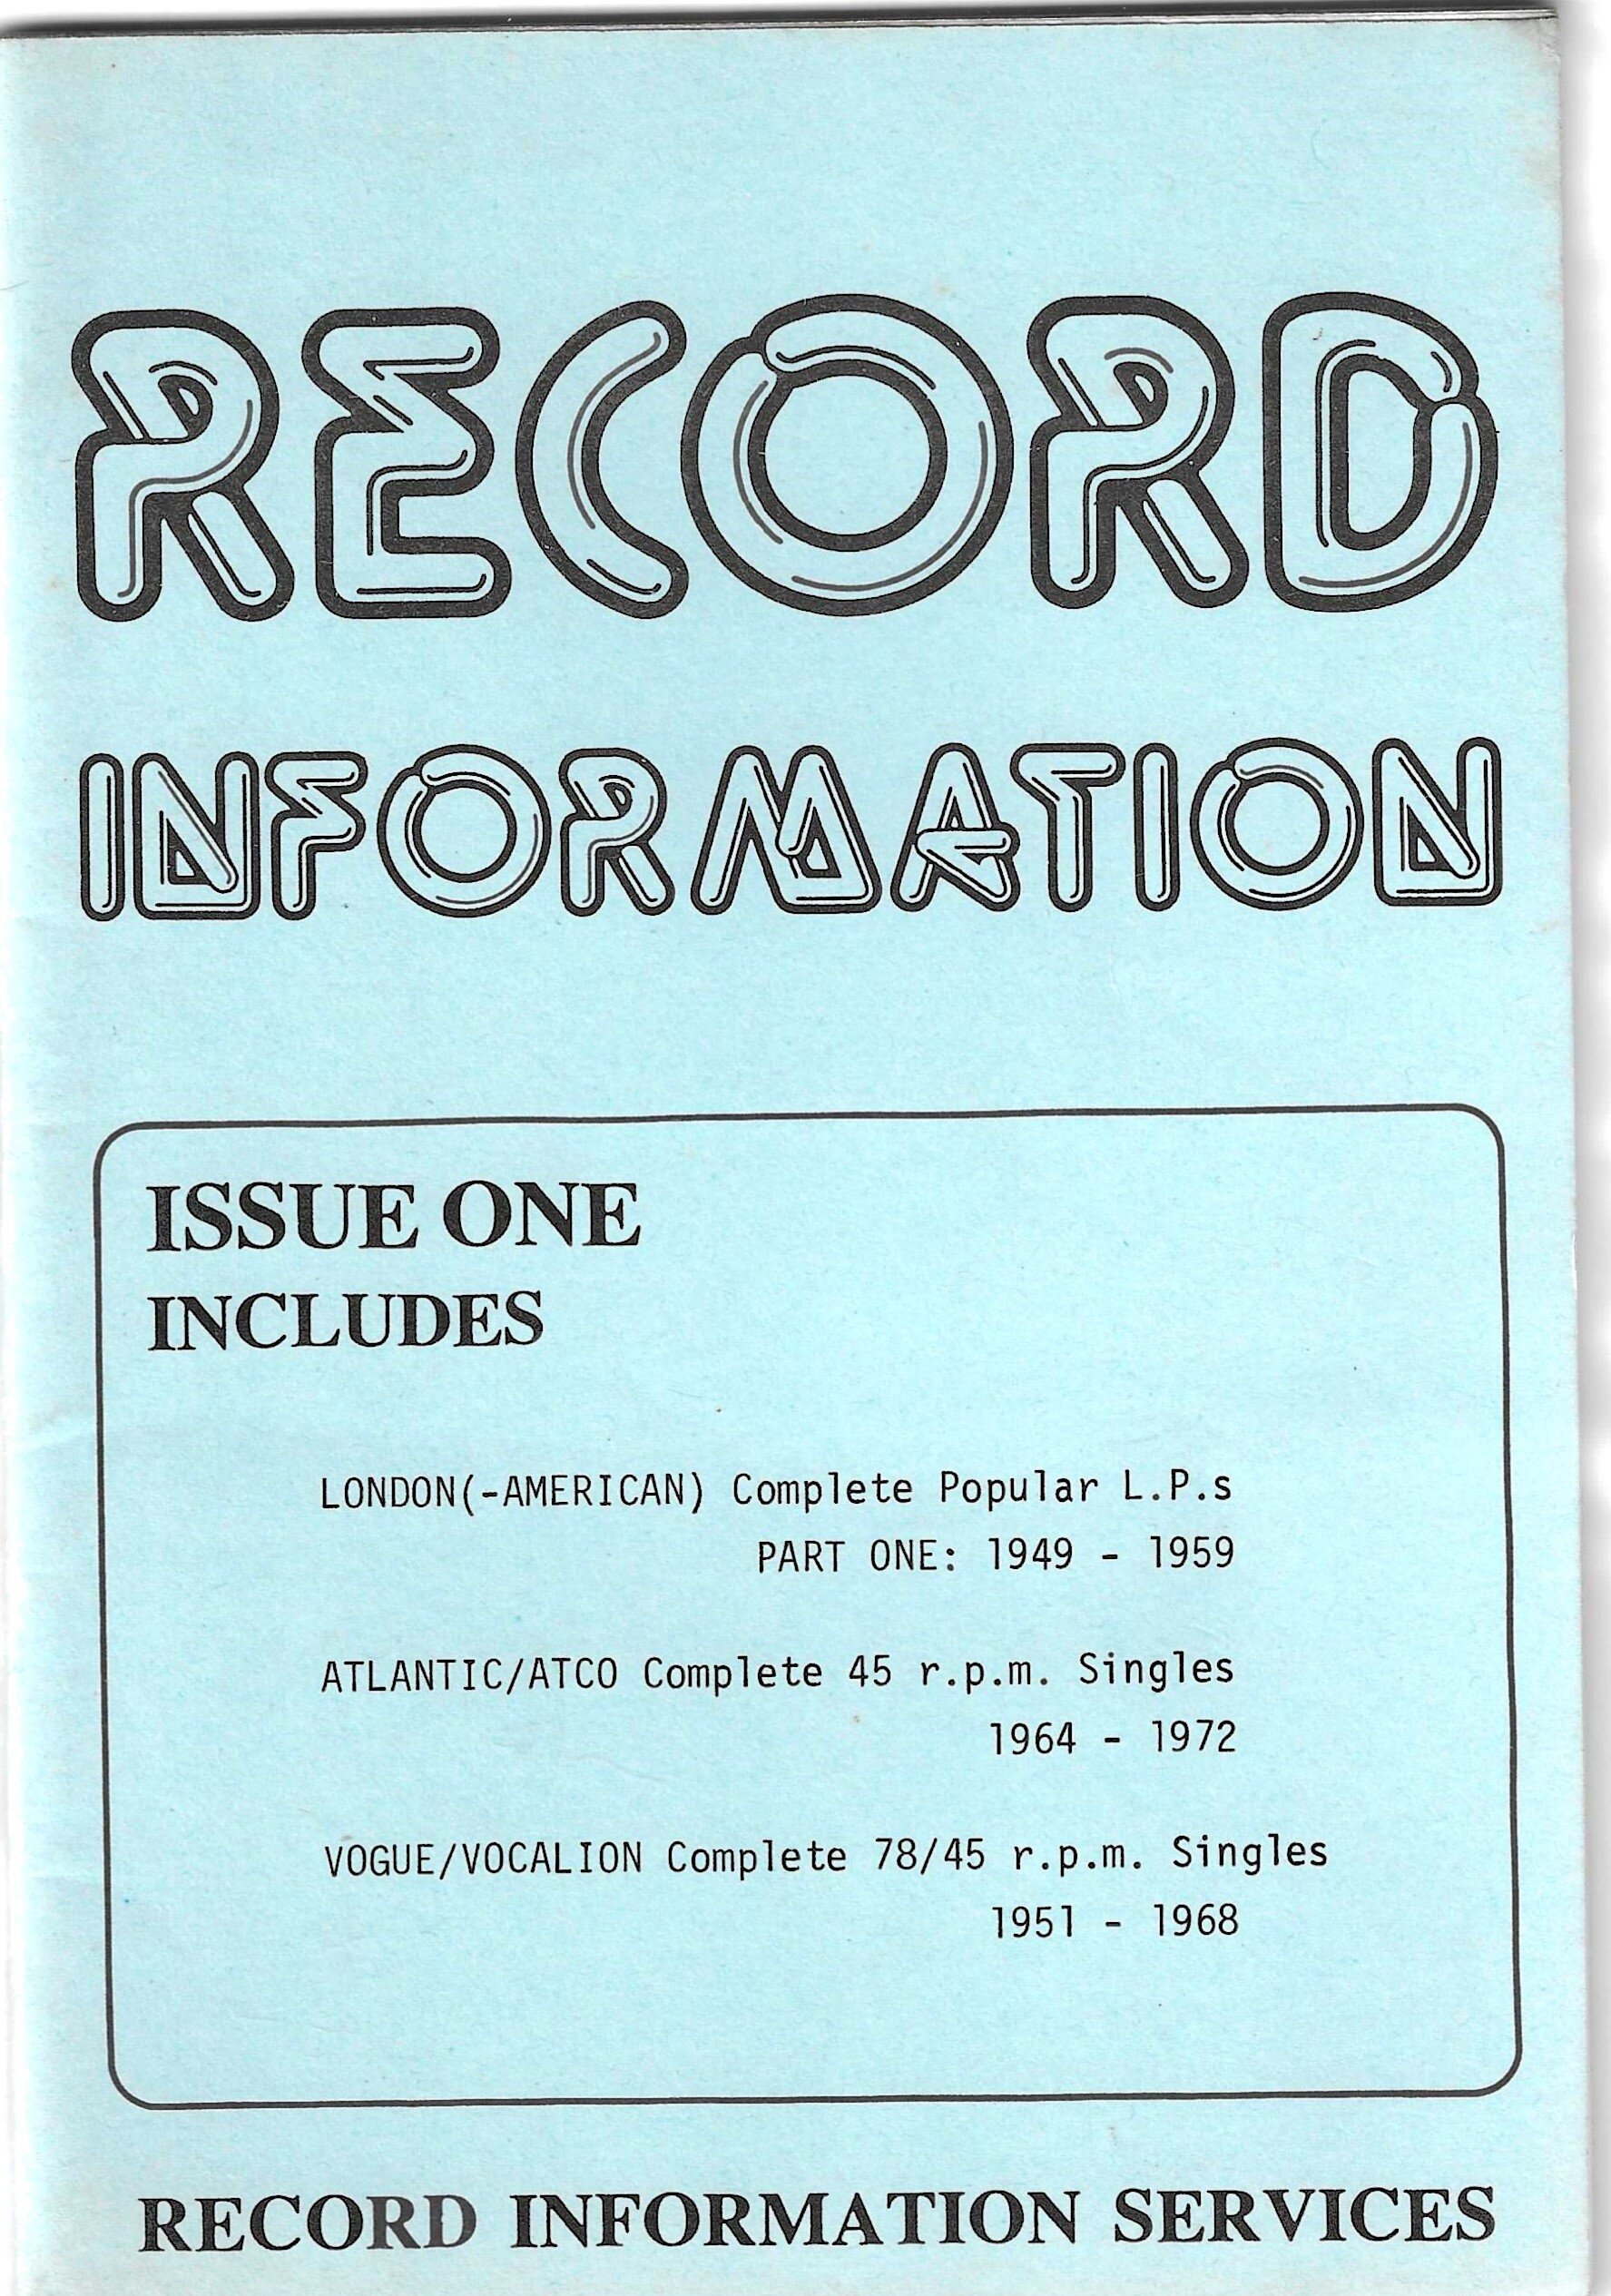 RECORD
INFORMATION
ISSUE ONE
INCLUDES
LONDON(-AMERICAN) Complete Popular L.P.s
PART ONE: 1949 - 1959
ATLANTIC/ATCO Complete 45 r.p.m. Singles
1964 - 1972
VOGUE/VOCALION Complete 78/45 r.p.m. Singles
1951 - 1968
RECORD INFORMATION SERVICES